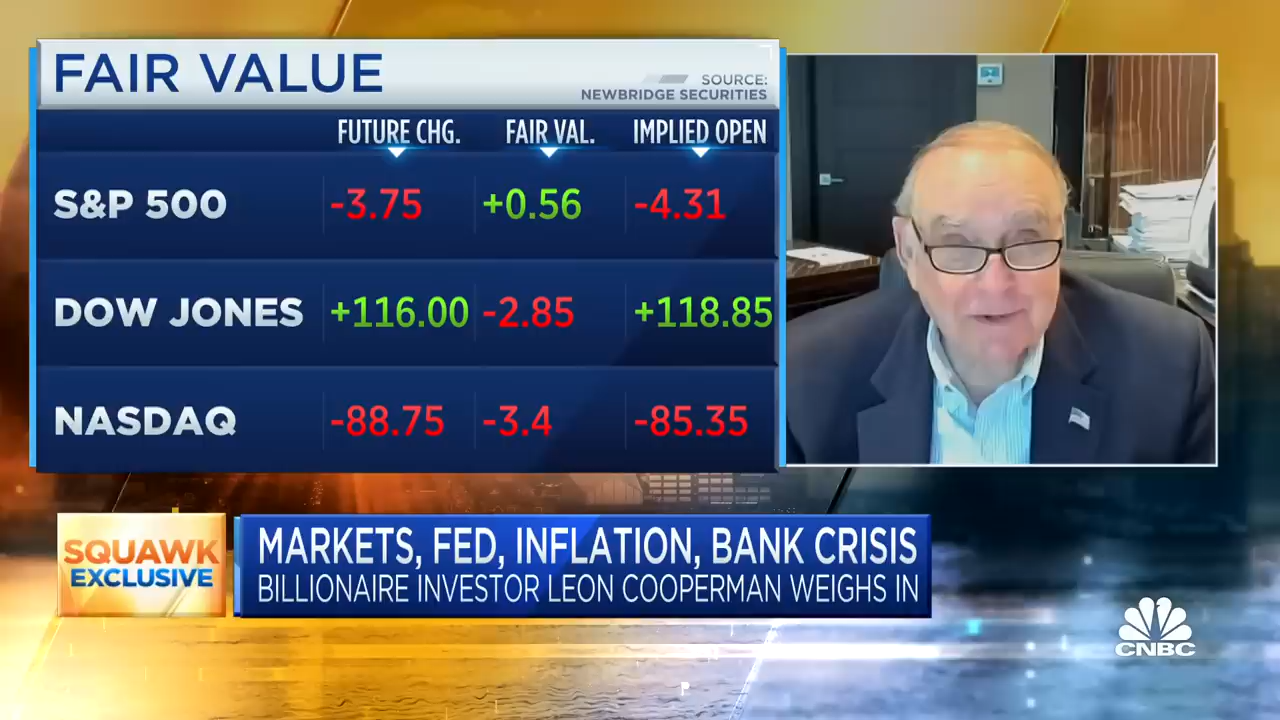 FAIR VALUE
SOURCE:
NEWBRIDGE SECURITIES
FUTURE CHG. FAIR VAL. IMPLIED OPEN
S&P 500 -3.75 +0.56 -4.31
DOW JONES +116.00 -2.85 +118.85
NASDAQ -88.75 -3.4 -85.35
SQUAWK
EXCLUSIVE
MARKETS, FED, INFLATION, BANK CRISIS
BILLIONAIRE INVESTOR LEON COOPERMAN WEIGHS IN
CNBC